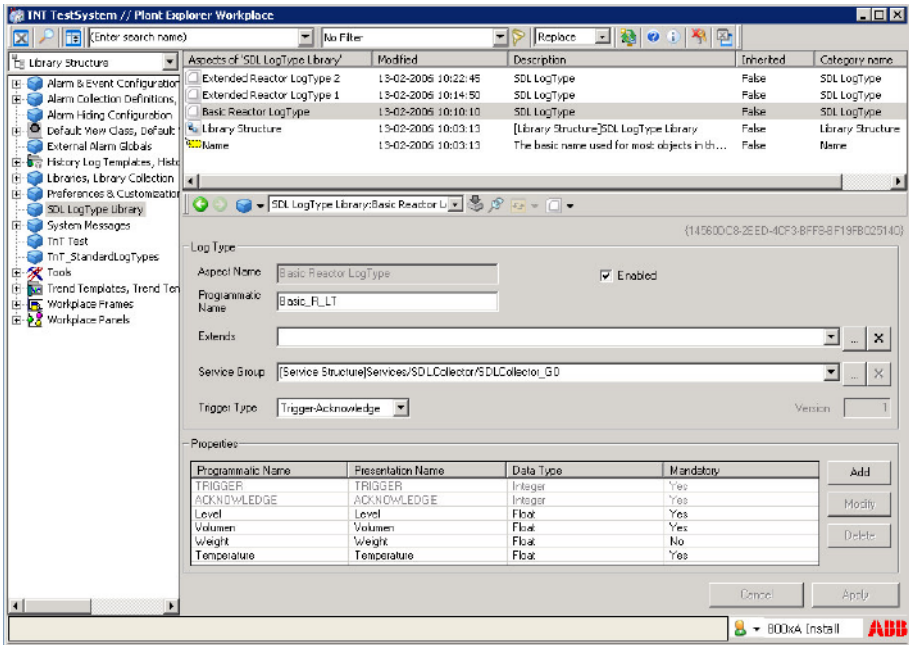 TNT TestSystem // Plant Explorer Workplace
(Enter search name) No Filter Replace
Library Structure
Alarm & Event Configuration
Alarm Collection Definitions,
Alarm Hiding Configuration
Default View Class, Default
External Alarm Globals
History Log Templates, Histo
Libraries, Library Collection
Preferences & Customization
SDL LogType Library
System Messages
TnT Test
TnT_StandardLogTypes
Tools
Trend Templates, Trend Ten
Workplace Frames
Workplace Panels
Aspects of 'SDL LogType Library' Modified Description Inherited Category name
Extended Reactor LogType 2 13-02-2006 10:22:45 SDL LogType False SDL LogType
Extended Reactor LogType 1 13-02-2006 10:14:50 SDL LogType False SDL LogType
Basic Reactor LogType 13-02-2006 10:10:10 SDL LogType False SDL LogType
Library Structure 13-02-2006 10:03:13 [Library Structure]SDL LogType Library False Library Structure
Name 13-02-2006 10:03:13 The basic name used for most objects in th... False Name
SDL LogType Library:Basic Reactor L
Log Type
Aspect Name Basic Reactor LogType Enabled
Programmatic
Name
Basic_R_LT
Extends ...
Service Group [Service Structure]Services/SDLCollector/SDLCollector_G0 ...
Trigger Type Trigger-Acknowledge Version 1
Properties
Programmatic Name Presentation Name Data Type Mandatory
TRIGGER TRIGGER Integer Yes
ACKNOWLEDGE ACKNOWLEDGE Integer Yes
Level Level Float Yes
Volumen Volumen Float Yes
Weight Weight Float No
Temperature Temperature Float Yes
Add
Modify
Delete
Cancel Apply
800xA Install ABB